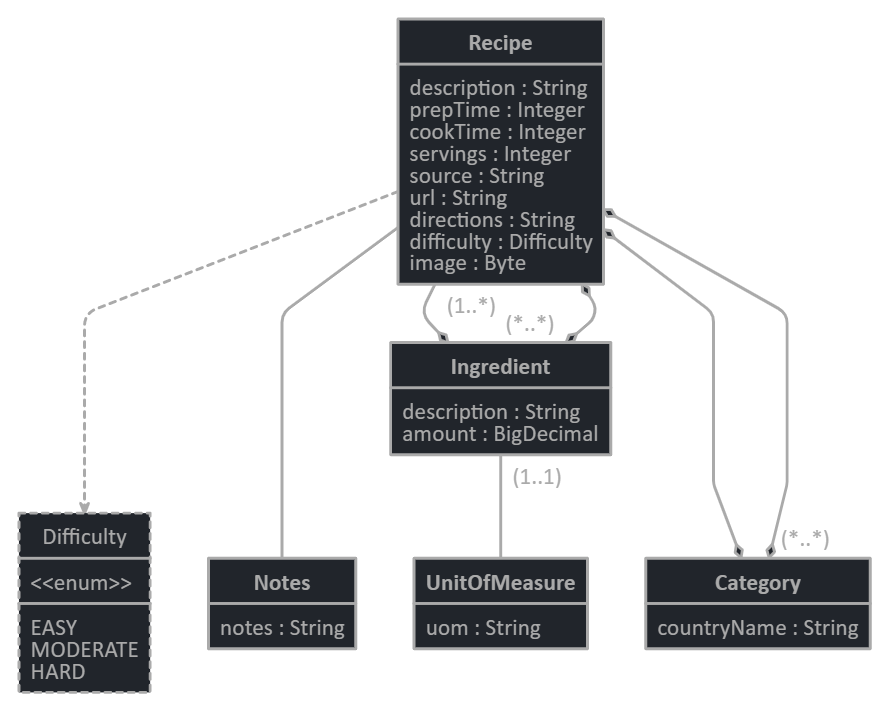 Recipe
description : String
prepTime : Integer
cookTime : Integer
servings : Integer
source : String
url : String
directions : String
difficulty : Difficulty
image : Byte
(1..*)
(*..*)
Ingredient
description : String
amount : BigDecimal
(1..1)
(*..*)
Difficulty
<<enum>>
EASY
MODERATE
HARD
Notes
notes : String
UnitOfMeasure
uom : String
Category
countryName : String